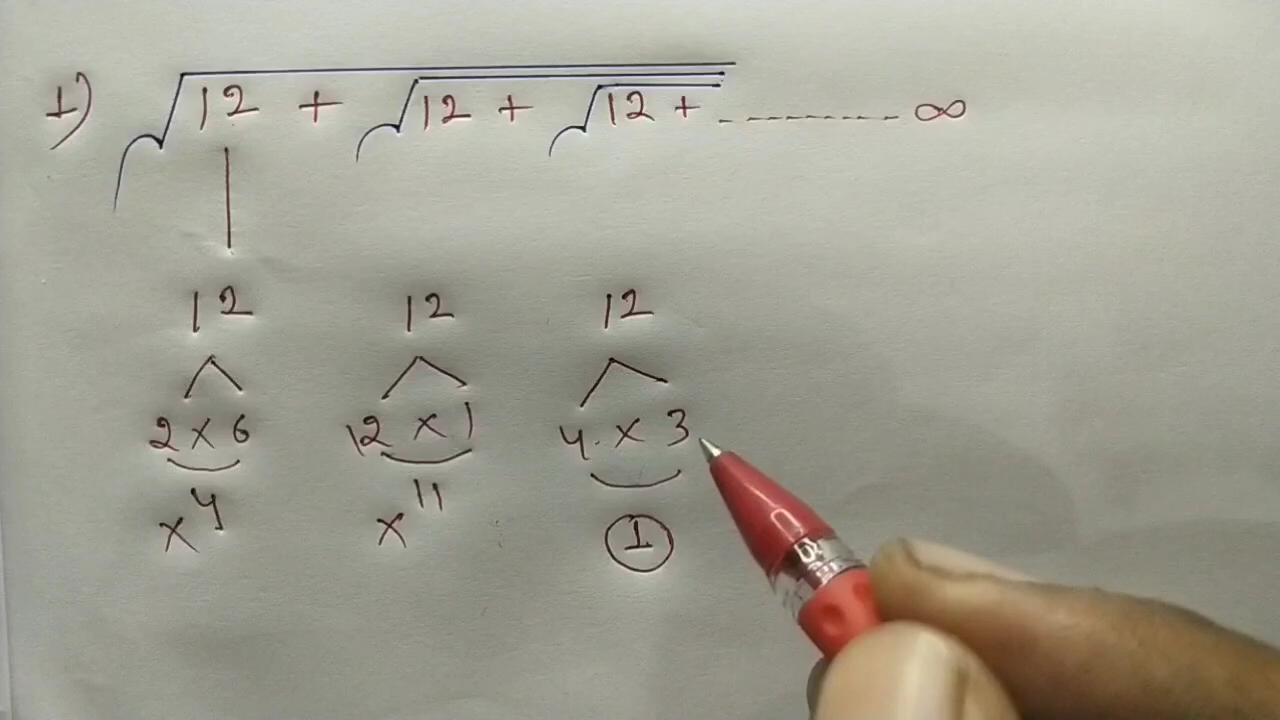 1) √12 + √12 + √12 + --------- ∞
12 12 12
2 x 6 12 x 1 4 x 3
x 4 x 11 1